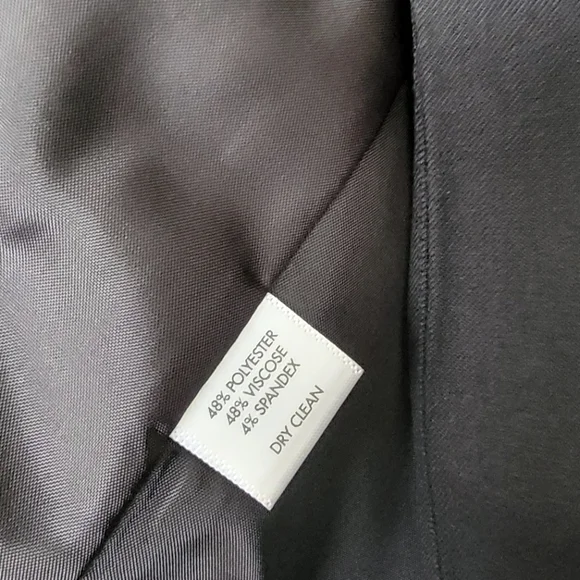 48% POLYESTER
48% VISCOSE
4% SPANDEX
DRY CLEAN